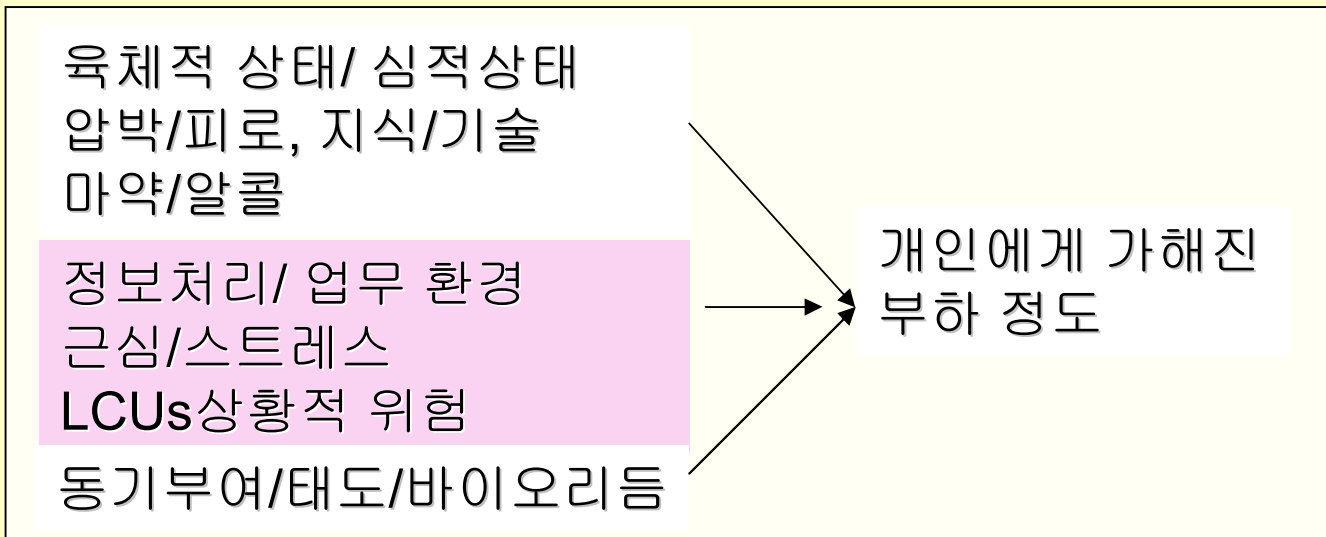 육체적 상태/ 심적상태
압박/피로, 지식/기술
마약/알콜
정보처리/ 업무 환경
근심/스트레스
LCUs상황적 위험
동기부여/태도/바이오리듬
개인에게 가해진
부하 정도